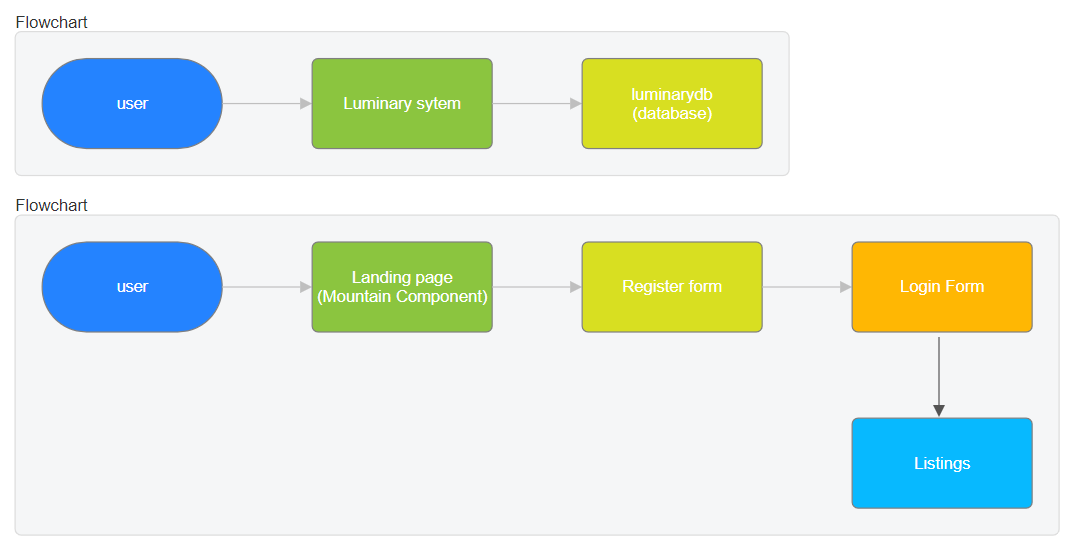 Flowchart
user
Luminary sytem
luminarydb
(database)
Flowchart
user
Landing page
(Mountain Component)
Register form
Login Form
Listings